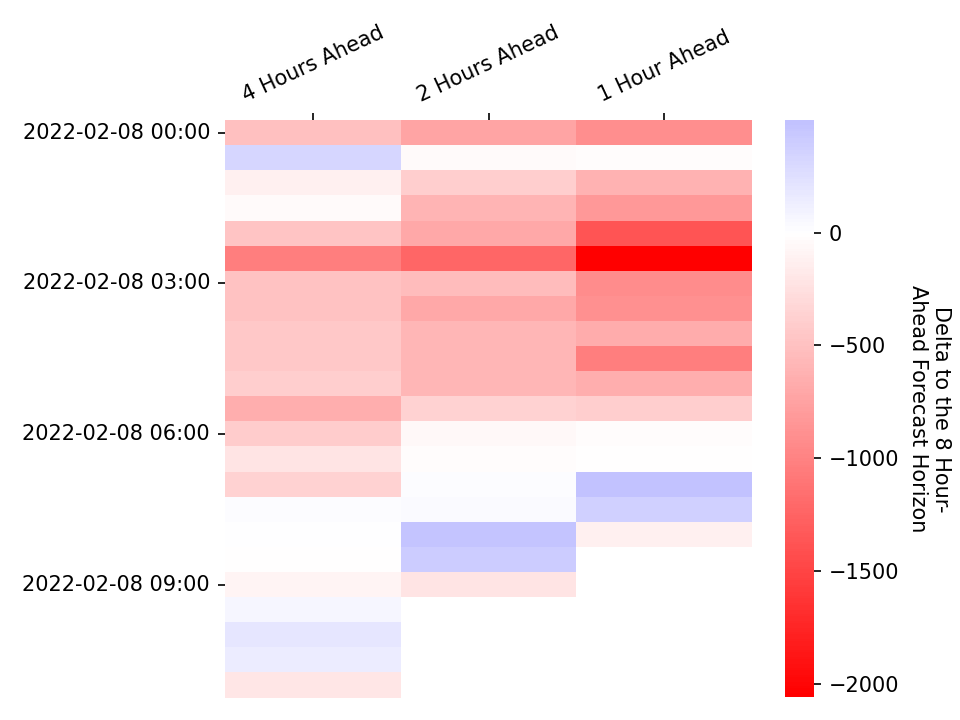 4 Hours Ahead
2 Hours Ahead
1 Hour Ahead
2022-02-08 00:00
2022-02-08 03:00
2022-02-08 06:00
2022-02-08 09:00
0
−500
−1000
−1500
−2000
Delta to the 8 Hour-
Ahead Forecast Horizon